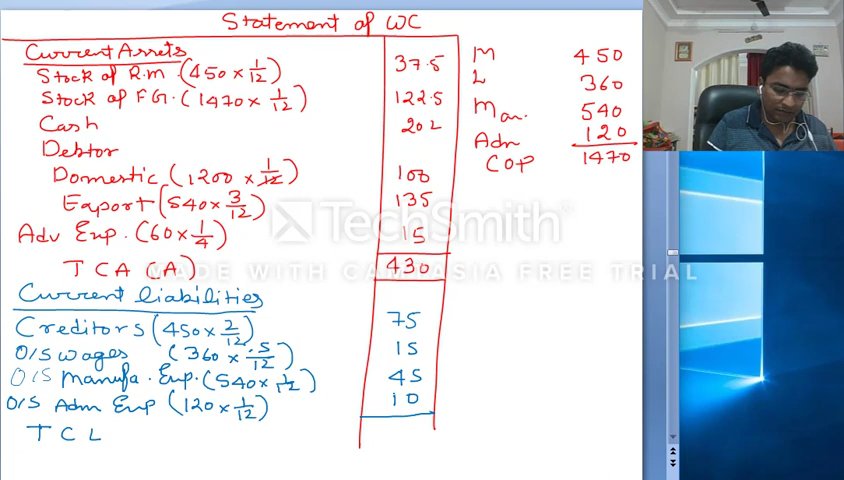 Statement of WC
Current Assets
Stock of R.M. (450 × 1/12) 37.5
Stock of FG. (1470 × 1/12) 122.5
Cash 20
Debtor
Domestic (1200 × 1/12) 100
Export (540 × 3/12) 135
Adv Exp. (60 × 1/4) 15
T C A (A) 430
Current liabilities
Creditors (450 × 2/12) 75
O/S wages (360 × .5/12) 15
O/S Manufa. Exp. (540 × 1/12) 45
O/S Adm Exp (120 × 1/12) 10
T C L
M 450
L 360
Man. 540
Adm 120
COP 1470
TechSmith
MADE WITH CAMTASIA FREE TRIAL